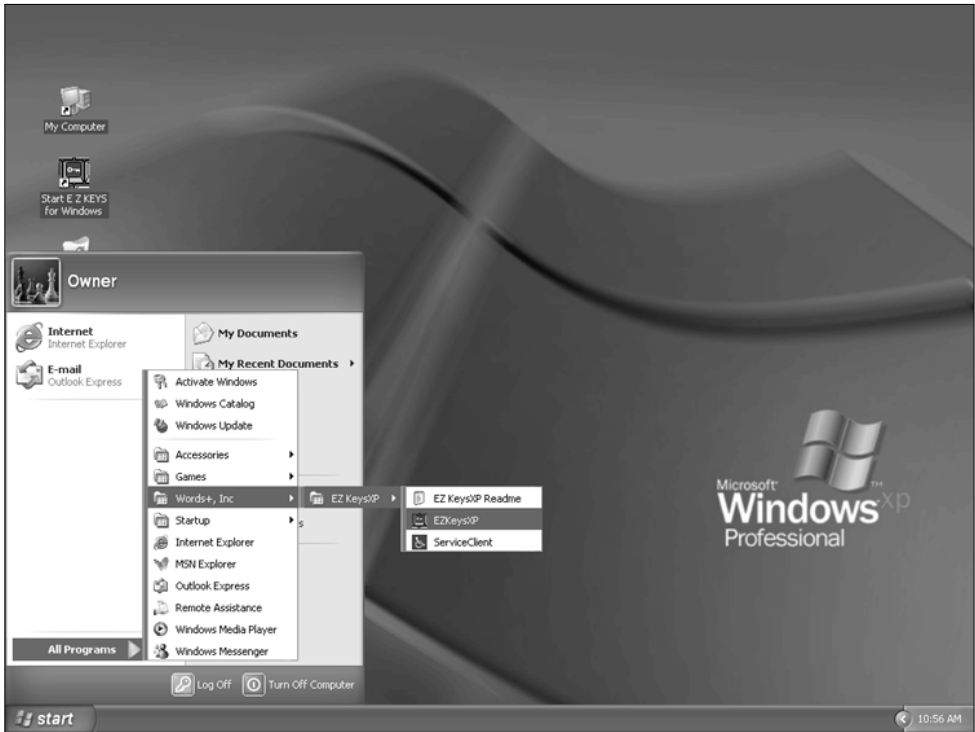 My Computer
Start E Z KEYS
for Windows
Owner
Internet
Internet Explorer
E-mail
Outlook Express
My Documents
My Recent Documents
Activate Windows
Windows Catalog
Windows Update
Accessories
Games
Words+, Inc
Startup
Internet Explorer
MSN Explorer
Outlook Express
Remote Assistance
Windows Media Player
Windows Messenger
EZ KeysXP
EZ KeysXP Readme
EZKeysXP
ServiceClient
s
All Programs
Log Off
Turn Off Computer
start
10:56 AM
Microsoft
Windows xp
TM
Professional